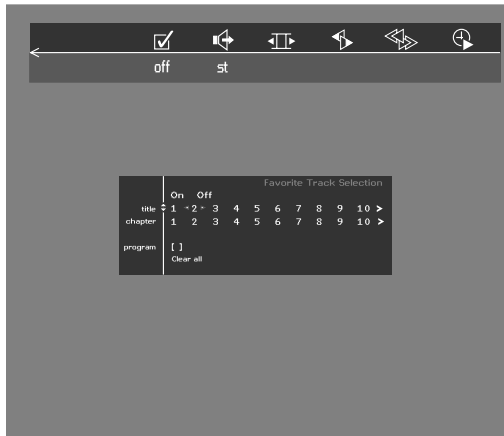 off st
Favorite Track Selection
On Off
title 1 2 3 4 5 6 7 8 9 10 >
chapter 1 2 3 4 5 6 7 8 9 10 >
program [ ]
Clear all